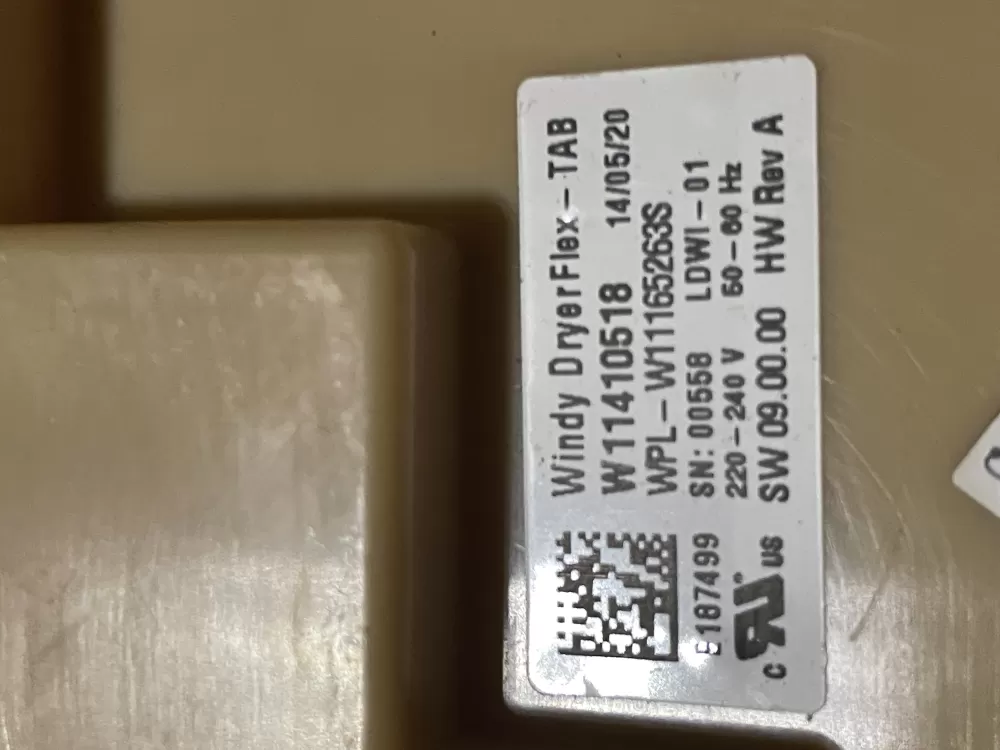 Windy DryerFlex-TAB
W11410518 14/05/20
WPL-W11165263S
SN: 00558 LDWI-01
220-240 V 50-60 Hz
SW 09.00.00 HW Rev A
E187499
c RU us